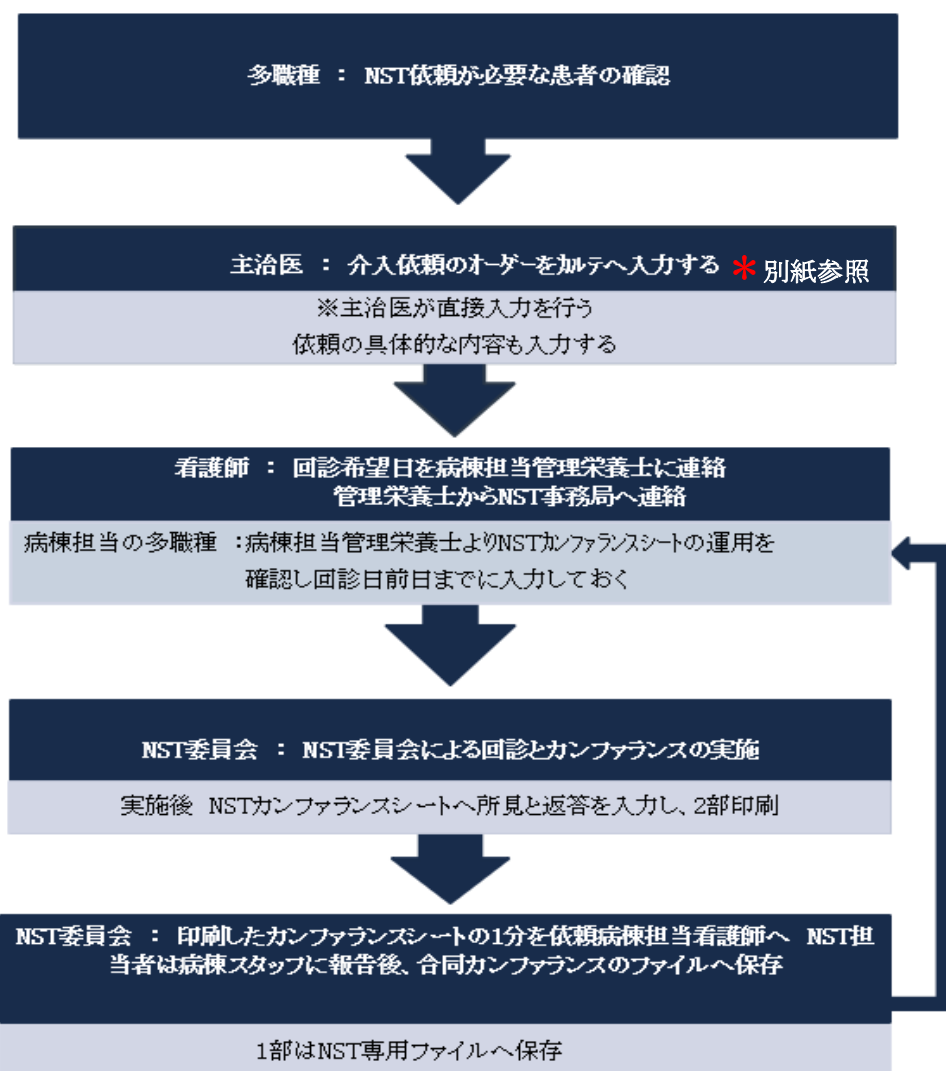 多職種 ： NST依頼が必要な患者の確認
主治医 ： 介入依頼のオーダーをカルテへ入力する ＊別紙参照
※主治医が直接入力を行う
依頼の具体的な内容も入力する
看護師 ： 回診希望日を病棟担当管理栄養士に連絡
管理栄養士からNST事務局へ連絡
病棟担当の多職種 ：病棟担当管理栄養士よりNSTカンファランスシートの運用を
確認し回診日前日までに入力しておく
NST委員会 ： NST委員会による回診とカンファランスの実施
実施後 NSTカンファランスシートへ所見と返答を入力し、2部印刷
NST委員会 ： 印刷したカンファランスシートの1分を依頼病棟担当看護師へ NST担
当者は病棟スタッフに報告後、合同カンファランスのファイルへ保存
1部はNST専用ファイルへ保存